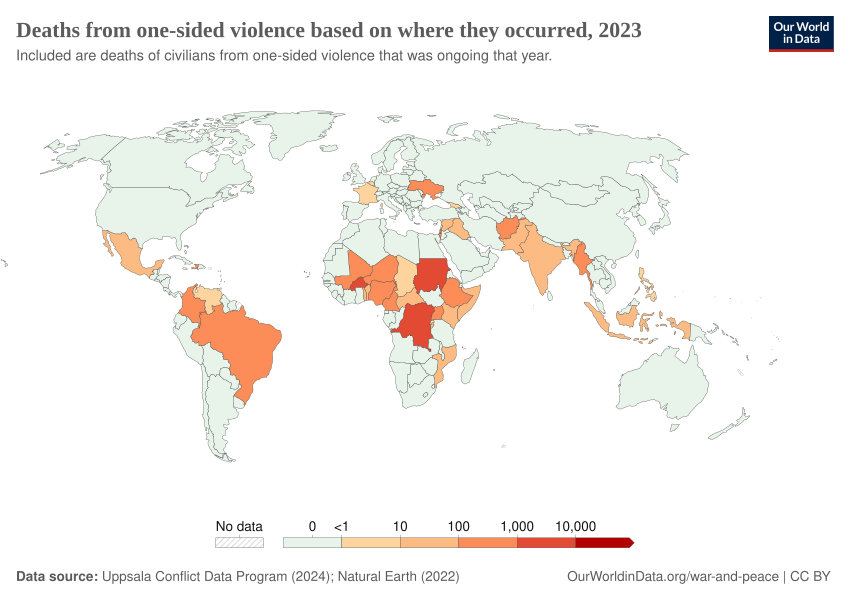 Deaths from one-sided violence based on where they occurred, 2023
Included are deaths of civilians from one-sided violence that was ongoing that year.
Our World
in Data
No data
0
<1
10
100
1,000
10,000
Data source: Uppsala Conflict Data Program (2024); Natural Earth (2022)
OurWorldinData.org/war-and-peace | CC BY